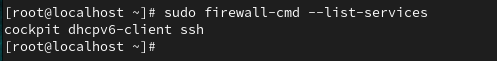 [root@localhost ~]# sudo firewall-cmd --list-services
cockpit dhcpv6-client ssh
[root@localhost ~]#